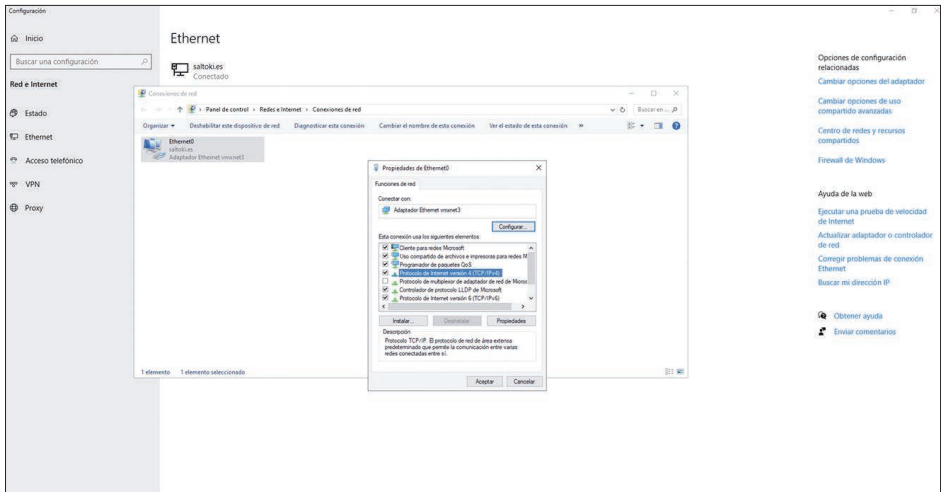 Configuración
Inicio
Buscar una configuración
Red e Internet
Estado
Ethernet
Acceso telefónico
VPN
Proxy
Ethernet
saltoki.es
Conectado
Conexiones de red
Panel de control › Redes e Internet › Conexiones de red
Buscar en ...
Organizar
Deshabilitar este dispositivo de red
Diagnosticar esta conexión
Cambiar el nombre de esta conexión
Ver el estado de esta conexión
»
Ethernet0
saltoki.es
Adaptador Ethernet vmxnet3
1 elemento
1 elemento seleccionado
Propiedades de Ethernet0
Funciones de red
Conectar con:
Adaptador Ethernet vmxnet3
Configurar...
Esta conexión usa los siguientes elementos:
Cliente para redes Microsoft
Uso compartido de archivos e impresoras para redes M
Programador de paquetes QoS
Protocolo de Internet versión 4 (TCP/IPv4)
Protocolo de multiplexor de adaptador de red de Micros
Controlador de protocolo LLDP de Microsoft
Protocolo de Internet versión 6 (TCP/IPv6)
Instalar...
Desinstalar
Propiedades
Descripción
Protocolo TCP/IP. El protocolo de red de área extensa
predeterminado que permite la comunicación entre varias
redes conectadas entre sí.
Aceptar
Cancelar
Opciones de configuración
relacionadas
Cambiar opciones del adaptador
Cambiar opciones de uso
compartido avanzadas
Centro de redes y recursos
compartidos
Firewall de Windows
Ayuda de la web
Ejecutar una prueba de velocidad
de Internet
Actualizar adaptador o controlador
de red
Corregir problemas de conexión
Ethernet
Buscar mi dirección IP
Obtener ayuda
Enviar comentarios